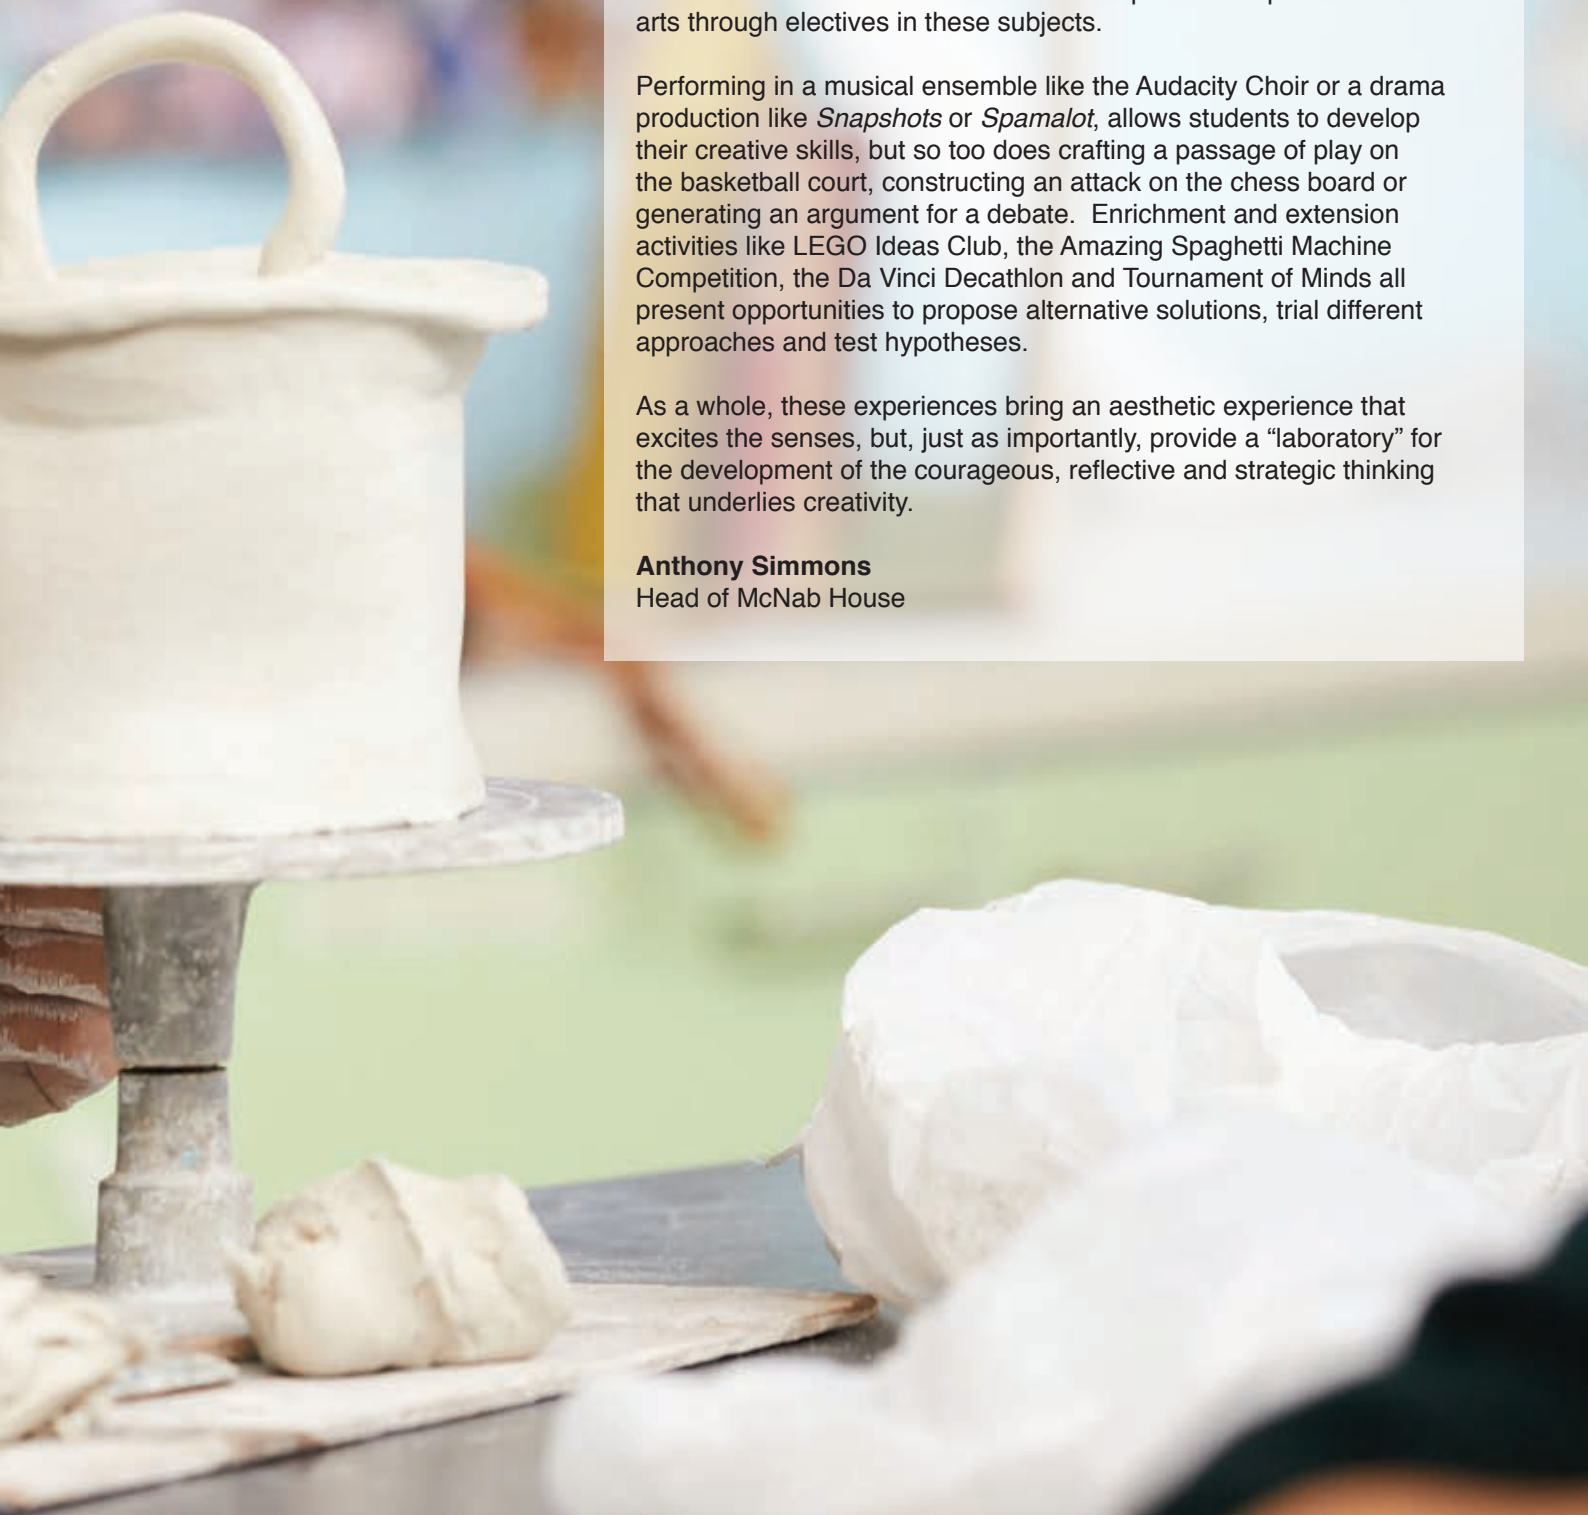 arts through electives in these subjects.
Performing in a musical ensemble like the Audacity Choir or a drama
production like Snapshots or Spamalot, allows students to develop
their creative skills, but so too does crafting a passage of play on
the basketball court, constructing an attack on the chess board or
generating an argument for a debate.  Enrichment and extension
activities like LEGO Ideas Club, the Amazing Spaghetti Machine
Competition, the Da Vinci Decathlon and Tournament of Minds all
present opportunities to propose alternative solutions, trial different
approaches and test hypotheses.
As a whole, these experiences bring an aesthetic experience that
excites the senses, but, just as importantly, provide a “laboratory” for
the development of the courageous, reflective and strategic thinking
that underlies creativity.
Anthony Simmons
Head of McNab House